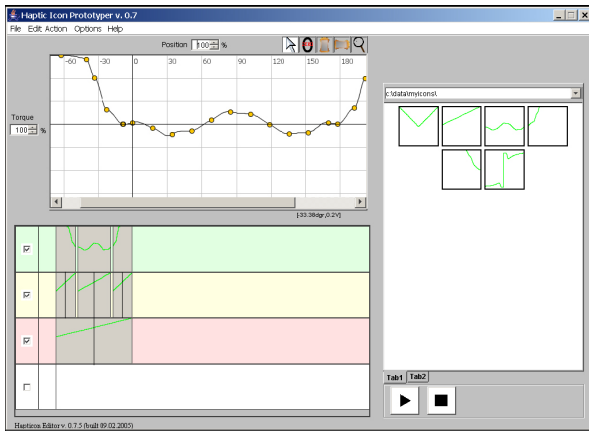 Haptic Icon Prototyper v. 0.7
File Edit Action Options Help
Position 100 %
-60 -30 0 30 60 90 120 150 180
Torque
100 %
[-33.38dgr,0.2V]
c:\data\myicons\
Tab1 Tab2
Hapticon Editor v. 0.7.5 (built 09.02.2005)